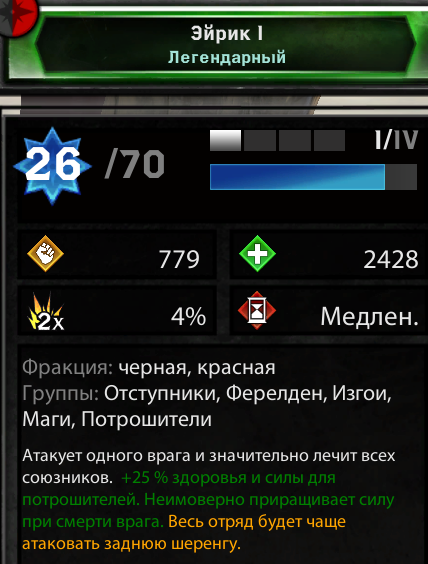 Эйрик I
Легендарный
26 /70
I/IV
779
2428
2x 4%
Медлен.
Фракция: черная, красная
Группы: Отступники, Ферелден, Изгои,
Маги, Потрошители
Атакует одного врага и значительно лечит всех
союзников. +25 % здоровья и силы для
потрошителей. Неимоверно приращивает силу
при смерти врага. Весь отряд будет чаще
атаковать заднюю шеренгу.